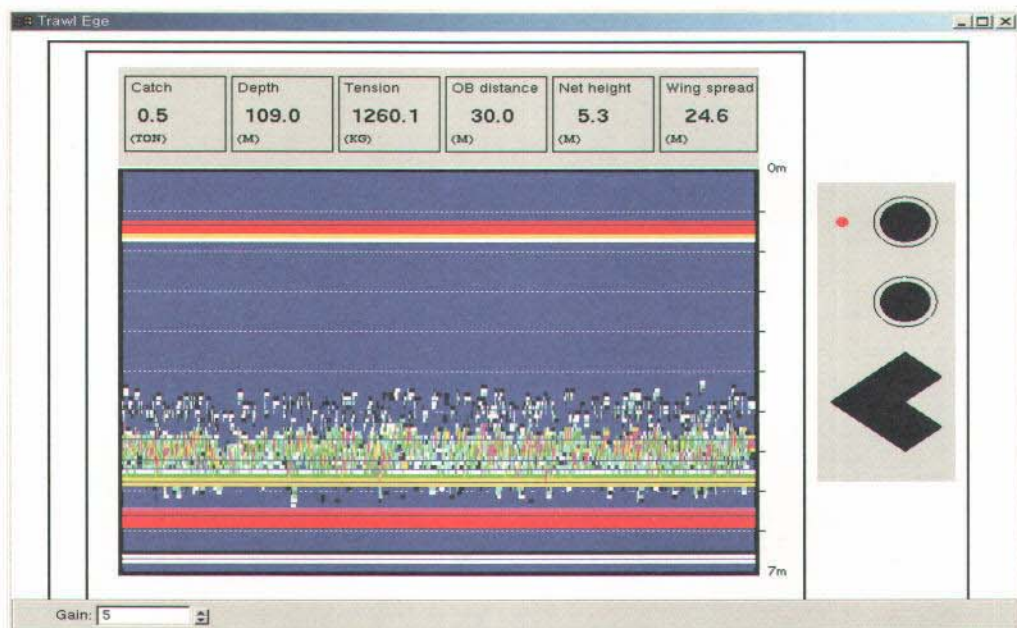 Trawl Ege
Catch Depth Tension OB distance Net height Wing spread
0.5 109.0 1260.1 30.0 5.3 24.6
(TON) (M) (KG) (M) (M) (M)
0m
7m
Gain: 5